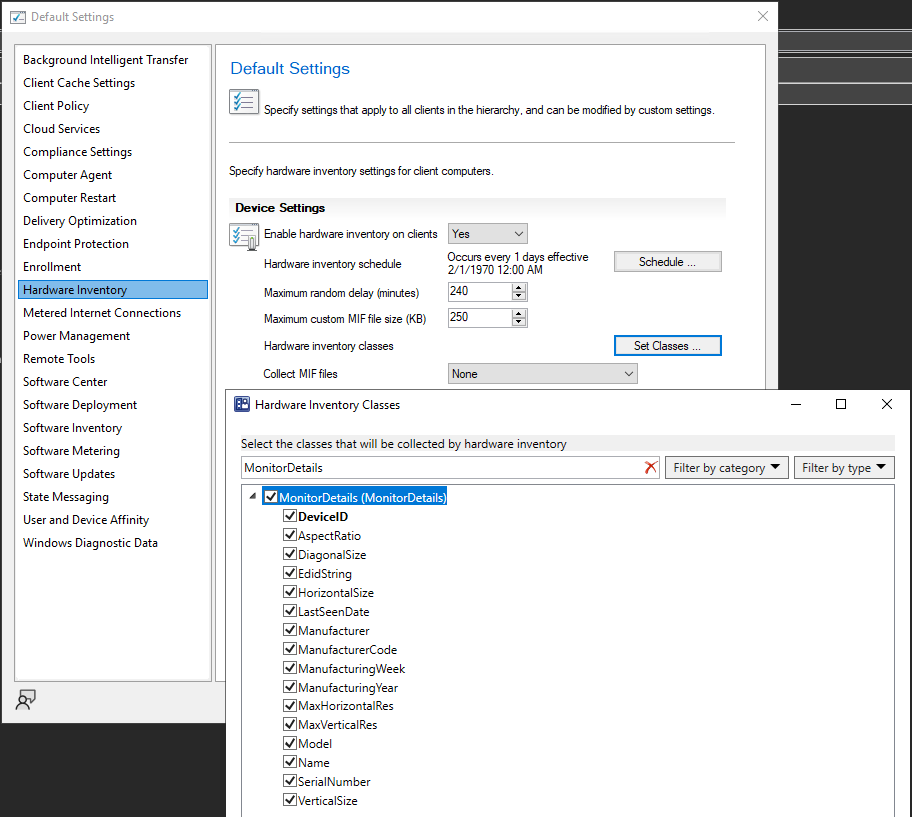 Default Settings
Background Intelligent Transfer
Client Cache Settings
Client Policy
Cloud Services
Compliance Settings
Computer Agent
Computer Restart
Delivery Optimization
Endpoint Protection
Enrollment
Hardware Inventory
Metered Internet Connections
Power Management
Remote Tools
Software Center
Software Deployment
Software Inventory
Software Metering
Software Updates
State Messaging
User and Device Affinity
Windows Diagnostic Data
Default Settings
Specify settings that apply to all clients in the hierarchy, and can be modified by custom settings.
Specify hardware inventory settings for client computers.
Device Settings
Enable hardware inventory on clients Yes
Hardware inventory schedule Occurs every 1 days effective
2/1/1970 12:00 AM Schedule ...
Maximum random delay (minutes) 240
Maximum custom MIF file size (KB) 250
Hardware inventory classes Set Classes ...
Collect MIF files None
Hardware Inventory Classes
Select the classes that will be collected by hardware inventory
MonitorDetails Filter by category Filter by type
MonitorDetails (MonitorDetails)
DeviceID
AspectRatio
DiagonalSize
EdidString
HorizontalSize
LastSeenDate
Manufacturer
ManufacturerCode
ManufacturingWeek
ManufacturingYear
MaxHorizontalRes
MaxVerticalRes
Model
Name
SerialNumber
VerticalSize